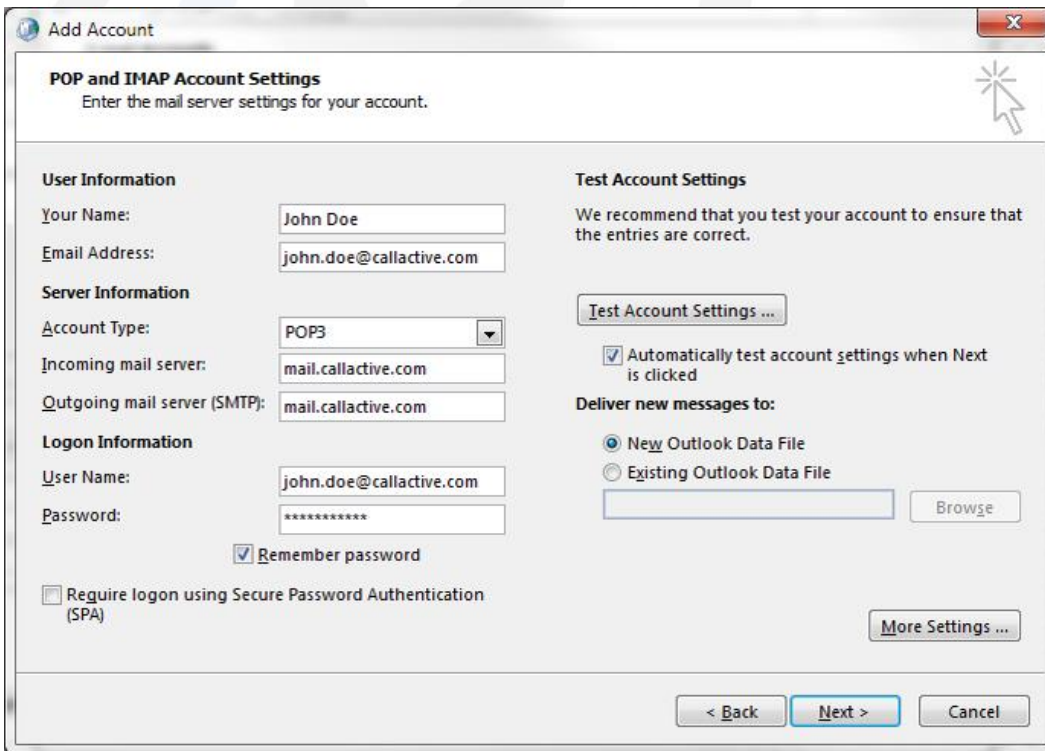 Add Account
POP and IMAP Account Settings
Enter the mail server settings for your account.
User Information
Your Name:
John Doe
Email Address:
john.doe@callactive.com
Server Information
Account Type:
POP3
Incoming mail server:
mail.callactive.com
Outgoing mail server (SMTP):
mail.callactive.com
Logon Information
User Name:
john.doe@callactive.com
Password:
***********
Remember password
Require logon using Secure Password Authentication
(SPA)
Test Account Settings
We recommend that you test your account to ensure that
the entries are correct.
Test Account Settings ...
Automatically test account settings when Next
is clicked
Deliver new messages to:
New Outlook Data File
Existing Outlook Data File
Browse
More Settings ...
< Back
Next >
Cancel